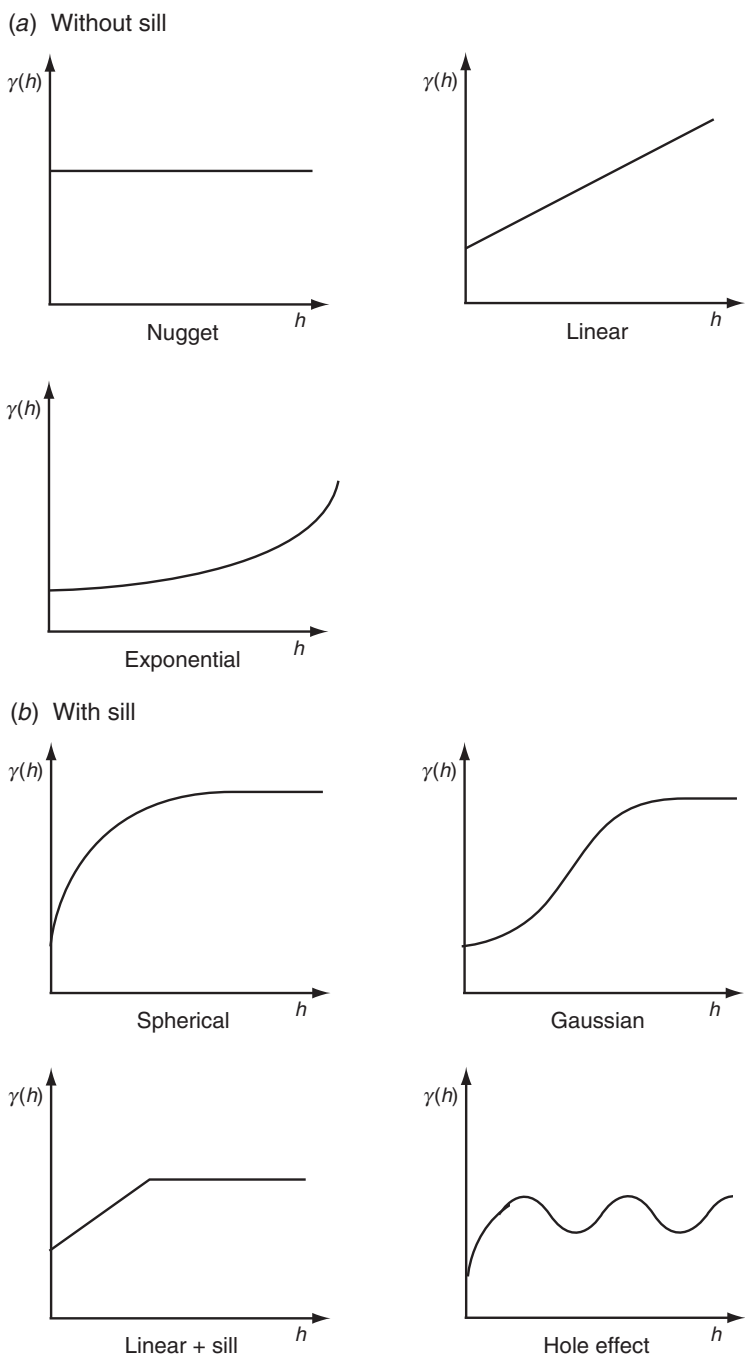 (a) Without sill
γ(h)
h
Nugget
γ(h)
h
Linear
γ(h)
h
Exponential
(b) With sill
γ(h)
h
Spherical
γ(h)
h
Gaussian
γ(h)
h
Linear + sill
γ(h)
h
Hole effect